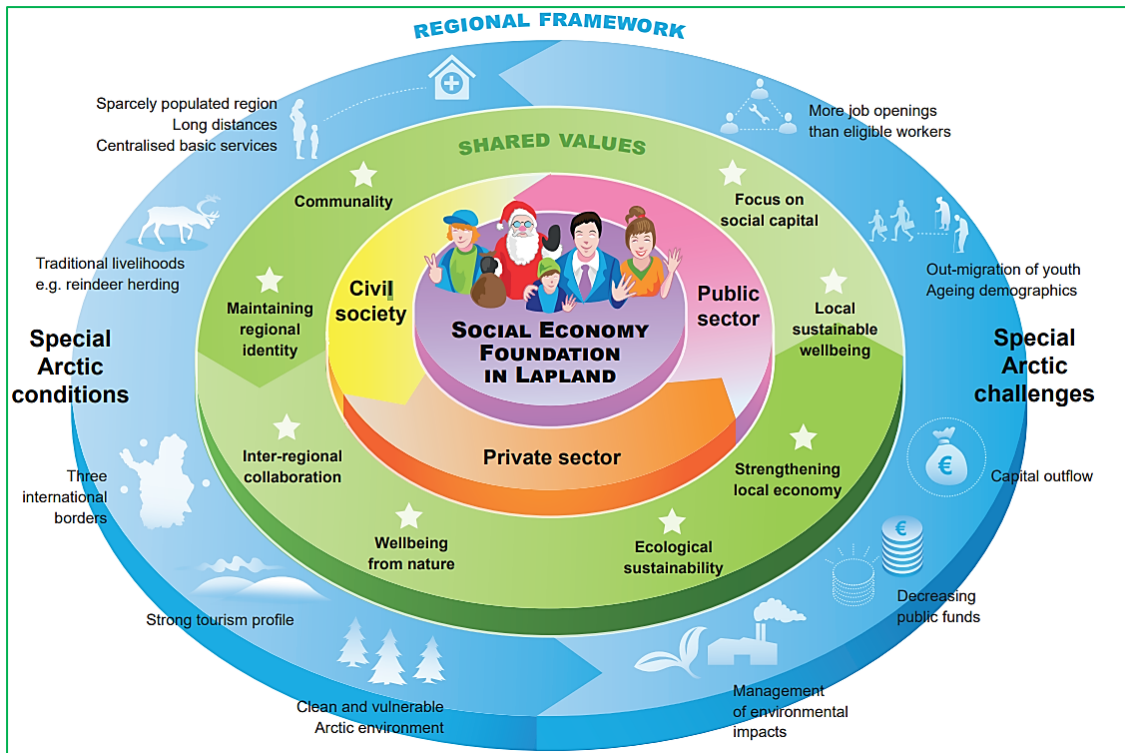 REGIONAL FRAMEWORK
Sparcely populated region
Long distances
Centralised basic services
More job openings
than eligible workers
SHARED VALUES
Communality
Focus on
social capital
Traditional livelihoods
e.g. reindeer herding
Out-migration of youth
Ageing demographics
Maintaining
regional
identity
Civil
society
Public
sector
Local
sustainable
wellbeing
SOCIAL ECONOMY
FOUNDATION
IN LAPLAND
Special
Arctic
conditions
Special
Arctic
challenges
Inter-regional
collaboration
Private sector
Strengthening
local economy
Three
international
borders
€
Capital outflow
Wellbeing
from nature
Ecological
sustainability
€
Decreasing
public funds
Strong tourism profile
Clean and vulnerable
Arctic environment
Management
of environmental
impacts